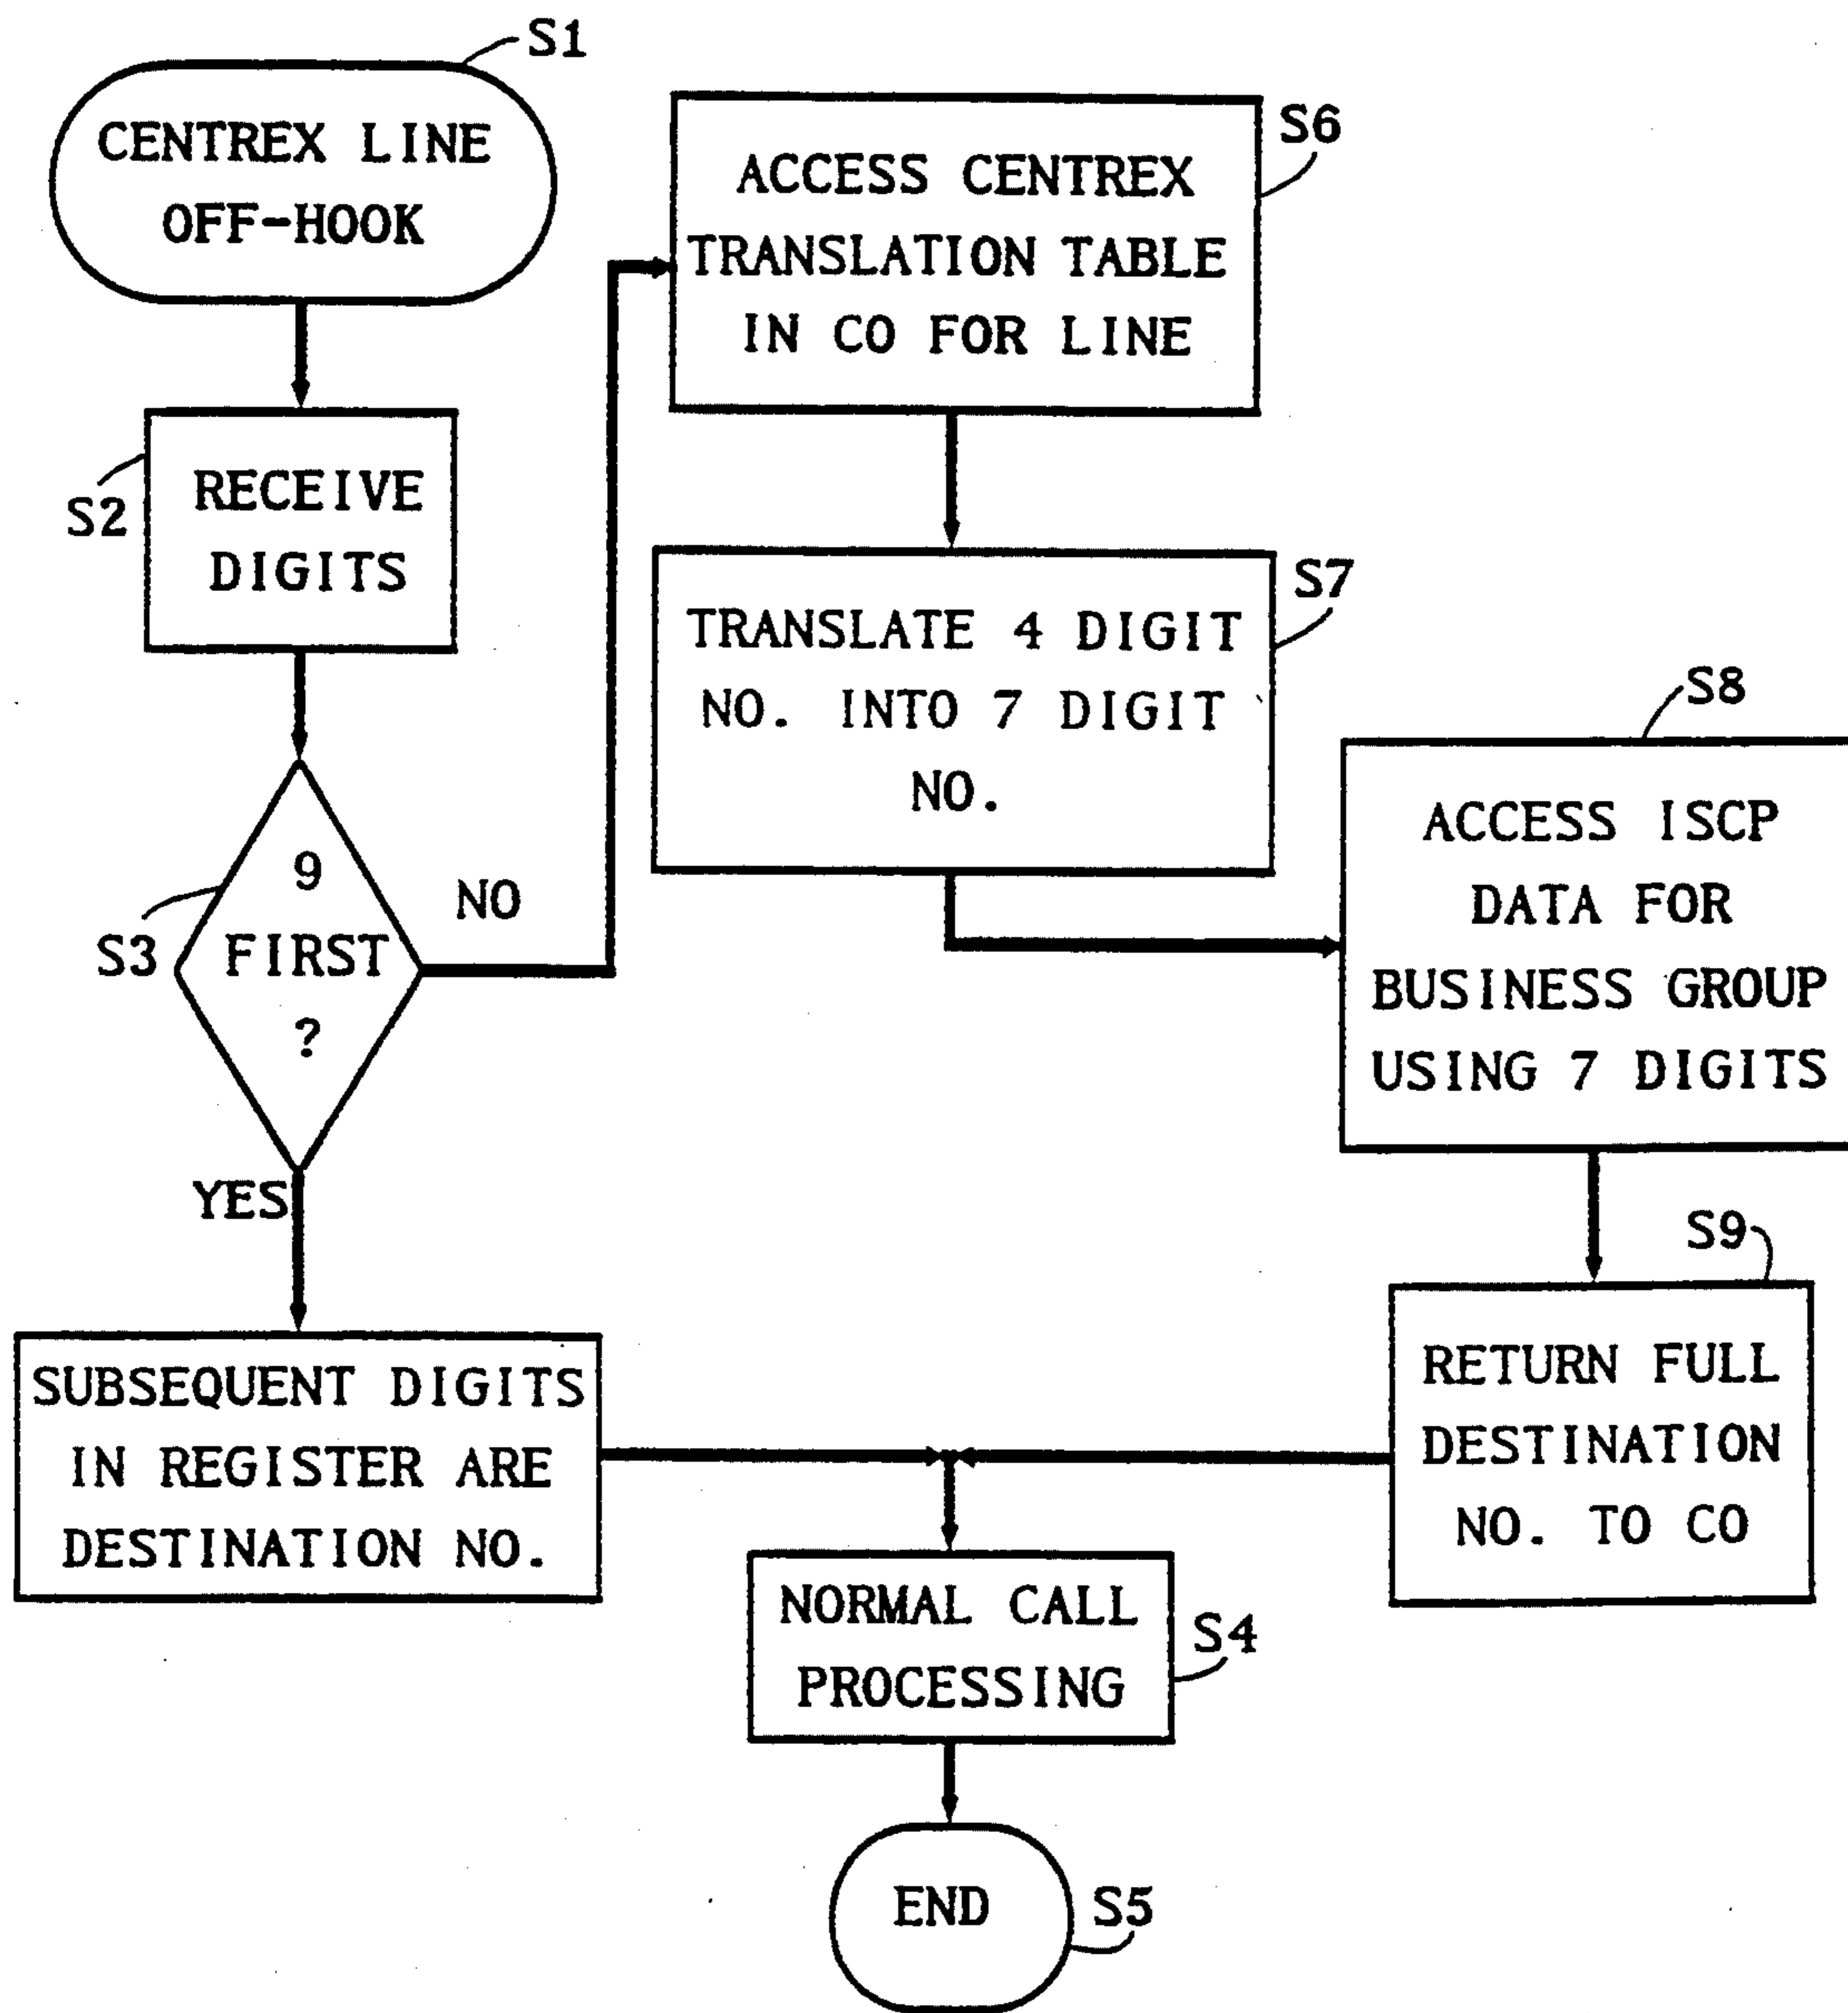 S1
CENTREX LINE
OFF-HOOK
S2
RECEIVE
DIGITS
S3
9
FIRST
?
NO
YES
SUBSEQUENT DIGITS
IN REGISTER ARE
DESTINATION NO.
S6
ACCESS CENTREX
TRANSLATION TABLE
IN CO FOR LINE
S7
TRANSLATE 4 DIGIT
NO. INTO 7 DIGIT
NO.
S8
ACCESS ISCP
DATA FOR
BUSINESS GROUP
USING 7 DIGITS
S9
RETURN FULL
DESTINATION
NO. TO CO
NORMAL CALL
PROCESSING
S4
END
S5